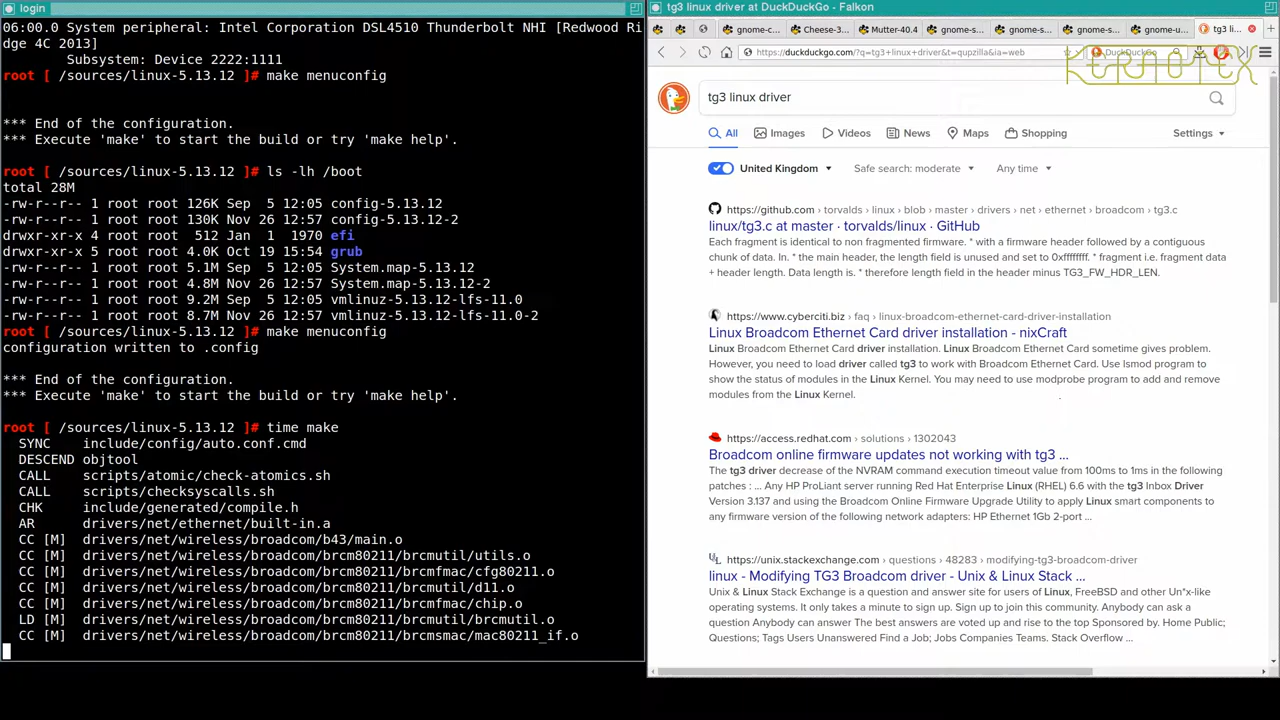 login
06:00.0 System peripheral: Intel Corporation DSL4510 Thunderbolt NHI [Redwood Ri
dge 4C 2013]
Subsystem: Device 2222:1111
root [ /sources/linux-5.13.12 ]# make menuconfig
*** End of the configuration.
*** Execute 'make' to start the build or try 'make help'.
root [ /sources/linux-5.13.12 ]# ls -lh /boot
total 28M
-rw-r--r-- 1 root root 126K Sep  5 12:05 config-5.13.12
-rw-r--r-- 1 root root 130K Nov 26 12:57 config-5.13.12-2
drwxr-xr-x 4 root root  512 Jan  1  1970 efi
drwxr-xr-x 5 root root 4.0K Oct 19 15:54 grub
-rw-r--r-- 1 root root 5.1M Sep  5 12:05 System.map-5.13.12
-rw-r--r-- 1 root root 4.8M Nov 26 12:57 System.map-5.13.12-2
-rw-r--r-- 1 root root 9.2M Sep  5 12:05 vmlinuz-5.13.12-lfs-11.0
-rw-r--r-- 1 root root 8.7M Nov 26 12:57 vmlinuz-5.13.12-lfs-11.0-2
root [ /sources/linux-5.13.12 ]# make menuconfig
configuration written to .config
*** End of the configuration.
*** Execute 'make' to start the build or try 'make help'.
root [ /sources/linux-5.13.12 ]# time make
SYNC    include/config/auto.conf.cmd
DESCEND objtool
CALL    scripts/atomic/check-atomics.sh
CALL    scripts/checksyscalls.sh
CHK     include/generated/compile.h
AR      drivers/net/ethernet/built-in.a
CC [M]  drivers/net/wireless/broadcom/b43/main.o
CC [M]  drivers/net/wireless/broadcom/brcm80211/brcmutil/utils.o
CC [M]  drivers/net/wireless/broadcom/brcm80211/brcmfmac/cfg80211.o
CC [M]  drivers/net/wireless/broadcom/brcm80211/brcmutil/d11.o
CC [M]  drivers/net/wireless/broadcom/brcm80211/brcmfmac/chip.o
LD [M]  drivers/net/wireless/broadcom/brcm80211/brcmutil/brcmutil.o
CC [M]  drivers/net/wireless/broadcom/brcm80211/brcmsmac/mac80211_if.o
tg3 linux driver at DuckDuckGo - Falkon
gnome-c... Cheese-3... Mutter-40.4 gnome-s... gnome-s... gnome-s... gnome-u... tg3 li...
https://duckduckgo.com/?q=tg3+linux+driver&t=qupzilla&ia=web DuckDuckGo
KERNOTEX
tg3 linux driver
All Images Videos News Maps Shopping Settings
United Kingdom Safe search: moderate Any time
https://github.com › torvalds › linux › blob › master › drivers › net › ethernet › broadcom › tg3.c
linux/tg3.c at master · torvalds/linux · GitHub
Each fragment is identical to non fragmented firmware. * with a firmware header followed by a contiguous
chunk of data. In. * the main header, the length field is unused and set to 0xffffffff. * fragment i.e. fragment data
+ header length. Data length is. * therefore length field in the header minus TG3_FW_HDR_LEN.
https://www.cyberciti.biz › faq › linux-broadcom-ethernet-card-driver-installation
Linux Broadcom Ethernet Card driver installation - nixCraft
Linux Broadcom Ethernet Card driver installation. Linux Broadcom Ethernet Card sometime gives problem.
However, you need to load driver called tg3 to work with Broadcom Ethernet Card. Use lsmod program to
show the status of modules in the Linux Kernel. You may need to use modprobe program to add and remove
modules from the Linux Kernel.
https://access.redhat.com › solutions › 1302043
Broadcom online firmware updates not working with tg3 ...
The tg3 driver decrease of the NVRAM command execution timeout value from 100ms to 1ms in the following
patches : ... Any HP ProLiant server running Red Hat Enterprise Linux (RHEL) 6.6 with the tg3 Inbox Driver
Version 3.137 and using the Broadcom Online Firmware Upgrade Utility to apply Linux smart components to
any firmware version of the following network adapters: HP Ethernet 1Gb 2-port ...
https://unix.stackexchange.com › questions › 48283 › modifying-tg3-broadcom-driver
linux - Modifying TG3 Broadcom driver - Unix & Linux Stack ...
Unix & Linux Stack Exchange is a question and answer site for users of Linux, FreeBSD and other Un*x-like
operating systems. It only takes a minute to sign up. Sign up to join this community. Anybody can ask a
question Anybody can answer The best answers are voted up and rise to the top Sponsored by. Home Public;
Questions; Tags Users Unanswered Find a Job; Jobs Companies Teams. Stack Overflow ...